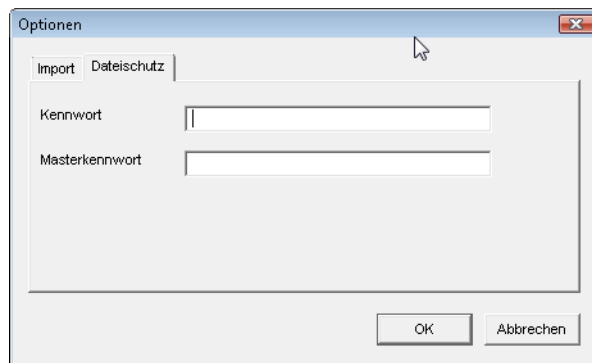 Optionen
Import Dateischutz
Kennwort
Masterkennwort
OK Abbrechen